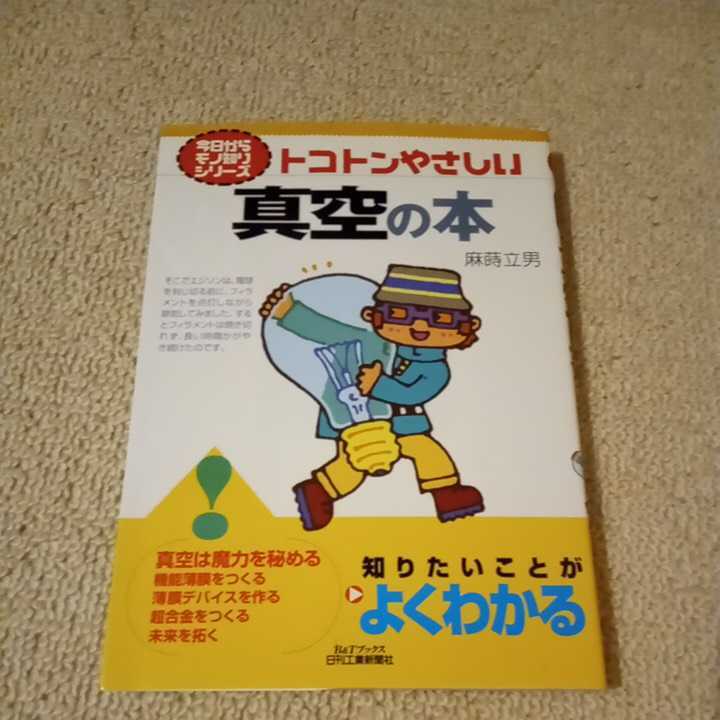 今日から
モノ知り
シリーズ
トコトンやさしい
真空の本
麻蒔立男
そこでエジソンは、電球
を封じ切る前に、フィラ
メントを点灯しながら
排気してみました。する
とフィラメントは焼き切
れず、長い時間かがや
き続けたのです。
真空は魔力を秘める
機能薄膜をつくる
薄膜デバイスを作る
超合金をつくる
未来を拓く
知りたいことが
よくわかる
B&Tブックス
日刊工業新聞社